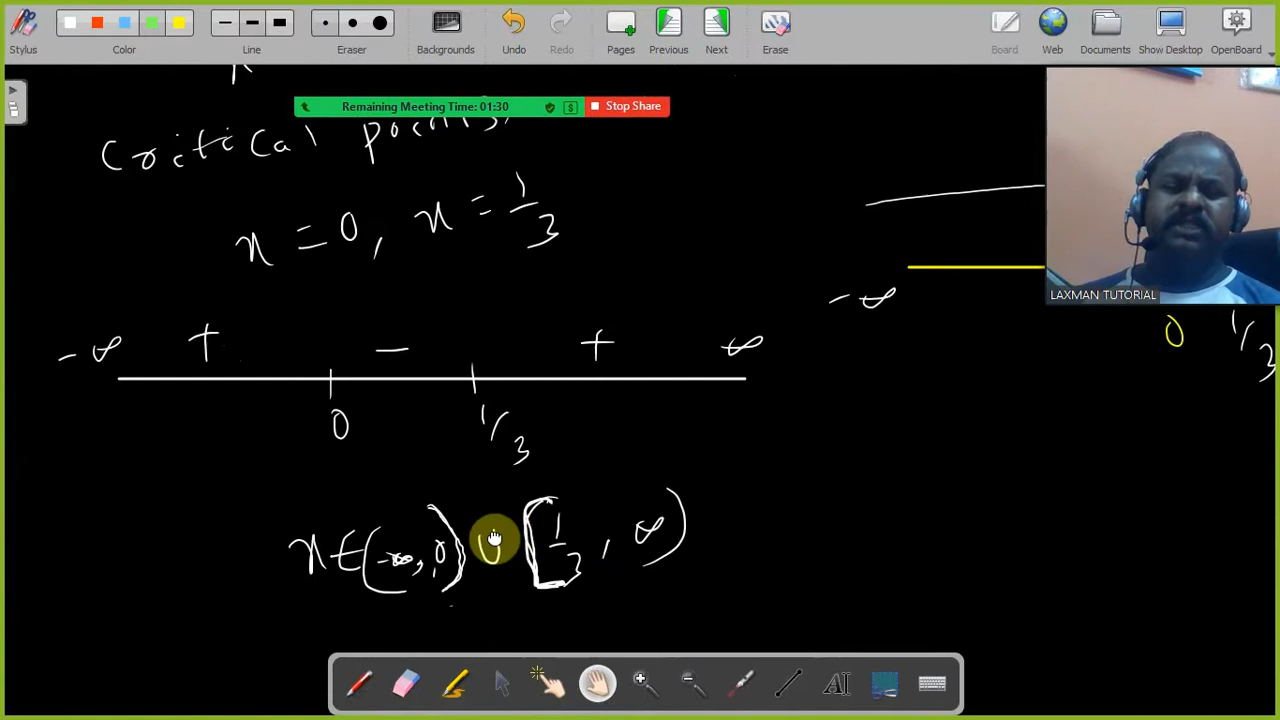 Stylus Color Line Eraser Backgrounds Undo Redo Pages Previous Next Erase Board Web Documents Show Desktop OpenBoard
Remaining Meeting Time: 01:30 Stop Share
Critical points:
x = 0, x = 1/3
-∞ + - + ∞
0 1/3
x ∈ (-∞, 0) ∪ [1/3, ∞)
LAXMAN TUTORIAL
-∞
0 1/3